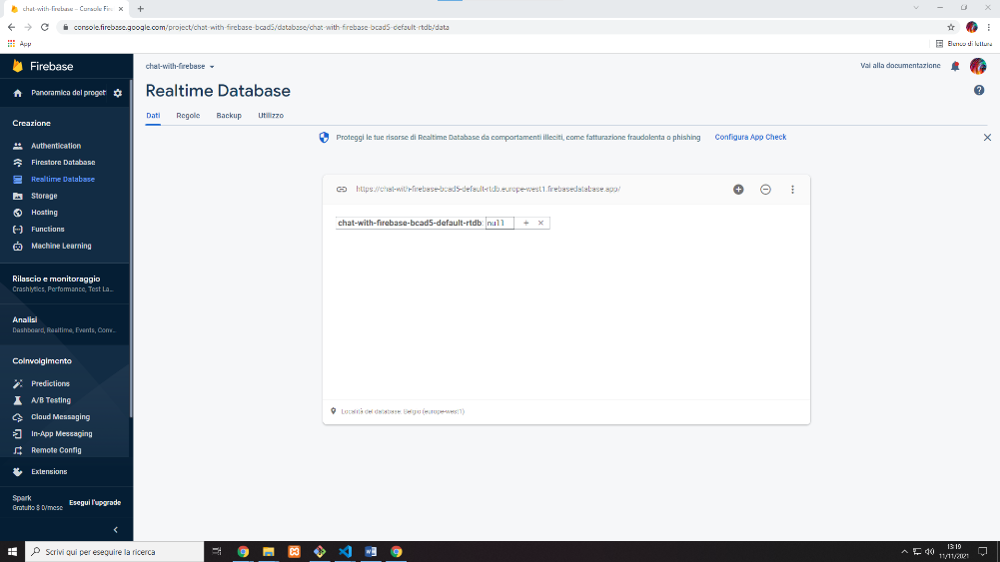 chat-with-firebase – Console Fir
console.firebase.google.com/project/chat-with-firebase-bcad5/database/chat-with-firebase-bcad5-default-rtdb/data
App
Elenco di lettura
Firebase
Panoramica del proget
Creazione
Authentication
Firestore Database
Realtime Database
Storage
Hosting
Functions
Machine Learning
Rilascio e monitoraggio
Crashlytics, Performance, Test La...
Analisi
Dashboard, Realtime, Events, Conv...
Coinvolgimento
Predictions
A/B Testing
Cloud Messaging
In-App Messaging
Remote Config
Extensions
Spark
Gratuito $ 0/mese
Esegui l'upgrade
chat-with-firebase
Vai alla documentazione
Realtime Database
Dati Regole Backup Utilizzo
Proteggi le tue risorse di Realtime Database da comportamenti illeciti, come fatturazione fraudolenta o phishing Configura App Check
https://chat-with-firebase-bcad5-default-rtdb.europe-west1.firebasedatabase.app/
chat-with-firebase-bcad5-default-rtdb: null
Località del database: Belgio (europe-west1)
Scrivi qui per eseguire la ricerca
13:19
11/11/2021